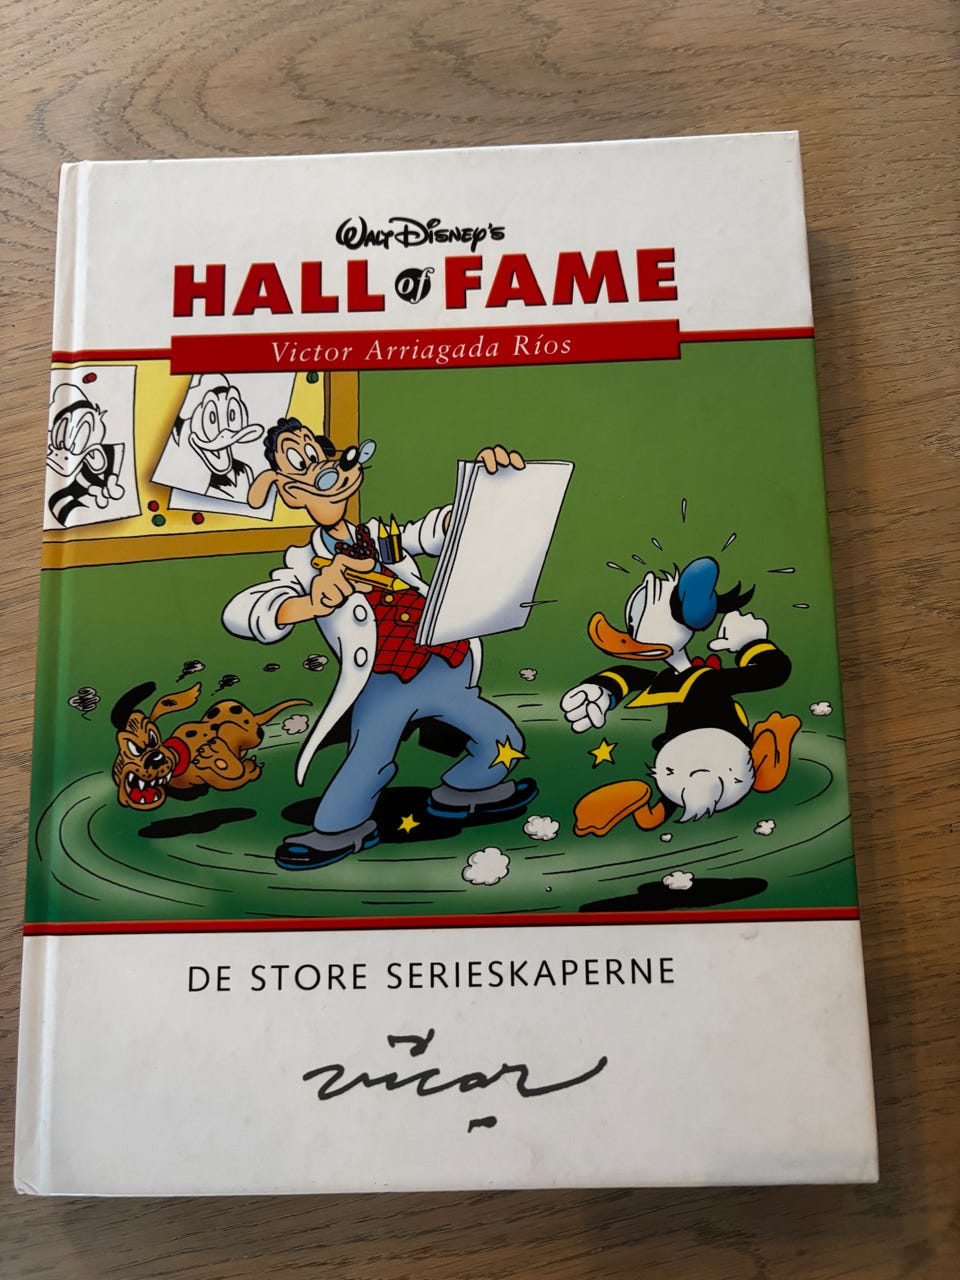 Walt Disney's
HALL of FAME
Victor Arriagada Ríos
DE STORE SERIESKAPERNE
vicar